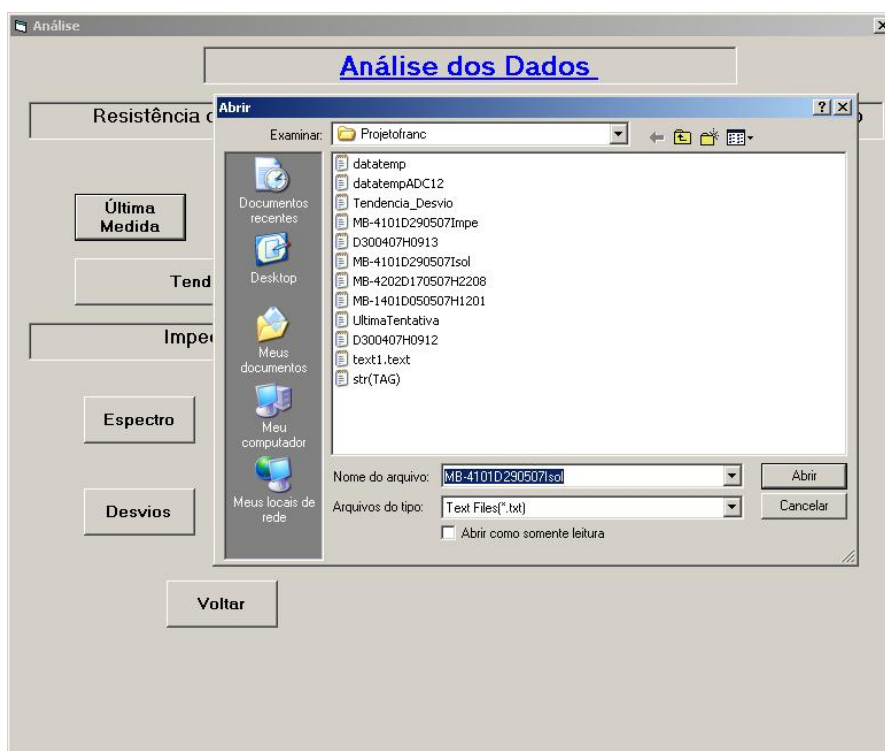 Análise
Análise dos Dados
Resistência
Abrir
Examinar:
Projetofranc
Última
Medida
Documentos
recentes
Desktop
Meus
documentos
Meu
computador
Meus locais de
rede
datatemp
datatempADC12
Tendencia_Desvio
MB-4101D290507Impe
D300407H0913
MB-4101D290507Isol
MB-4202D170507H2208
MB-1401D050507H1201
UltimaTentativa
D300407H0912
text1.text
str(TAG)
Tend
Impe
Espectro
Desvios
Voltar
Nome do arquivo:
MB-4101D290507Isol
Abrir
Arquivos do tipo:
Text Files(*.txt)
Cancelar
Abrir como somente leitura